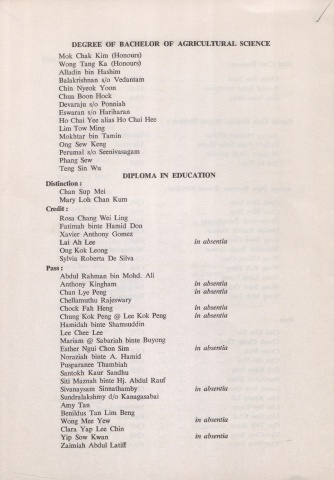 DEGREE OF BACHELOR OF AGRICULTURAL SCIENCE
Mok Chak Kim (Honours)
Wong Tang Ka (Honours)
Alladin bin Hashim
Balakrishnan s/o Vedantam
Chin Nyeok Yoon
Chua Boon Hock
Devaraju s/o Ponniah
Eswaran s/o Hariharan
Ho Chai Yee alias Ho Chai Hee
Lim Tow Ming
Mokhtar bin Tamin
Ong Sew Keng
Perumal s/o Seenivasagam
Phang Sew
Teng Sin Wu
DIPLOMA IN EDUCATION
Distinction :
Chan Sup Mei
Mary Loh Chan Kum
Credit :
Rosa Chang Wei Ling
Fatimah binte Hamid Don
Xavier Anthony Gomez
Lai Ah Lee in absentia
Ong Kok Leong
Sylvia Roberta De Silva
Pass :
Abdul Rahman bin Mohd. Ali
Anthony Kingham in absentia
Chan Lye Peng in absentia
Chellamuthu Rajeswary
Chock Fah Heng in absentia
Chung Kok Peng @ Lee Kok Peng in absentia
Hamidah binte Shamsuddin
Lee Chee Lee
Mariam @ Sabariah binte Buyong
Esther Ngui Chon Sim in absentia
Noraziah binte A. Hamid
Pusparanee Thambiah
Santokh Kaur Sandhu
Siti Maznah binte Hj. Abdul Rauf
Sivanaysam Sinnathamby in absentia
Sundralakshmy d/o Kanagasabai
Amy Tan
Benildus Tan Lim Beng
Wong Mee Yew in absentia
Clara Yap Lee Chin
Yip Sow Kwan in absentia
Zaimiah Abdul Latiff